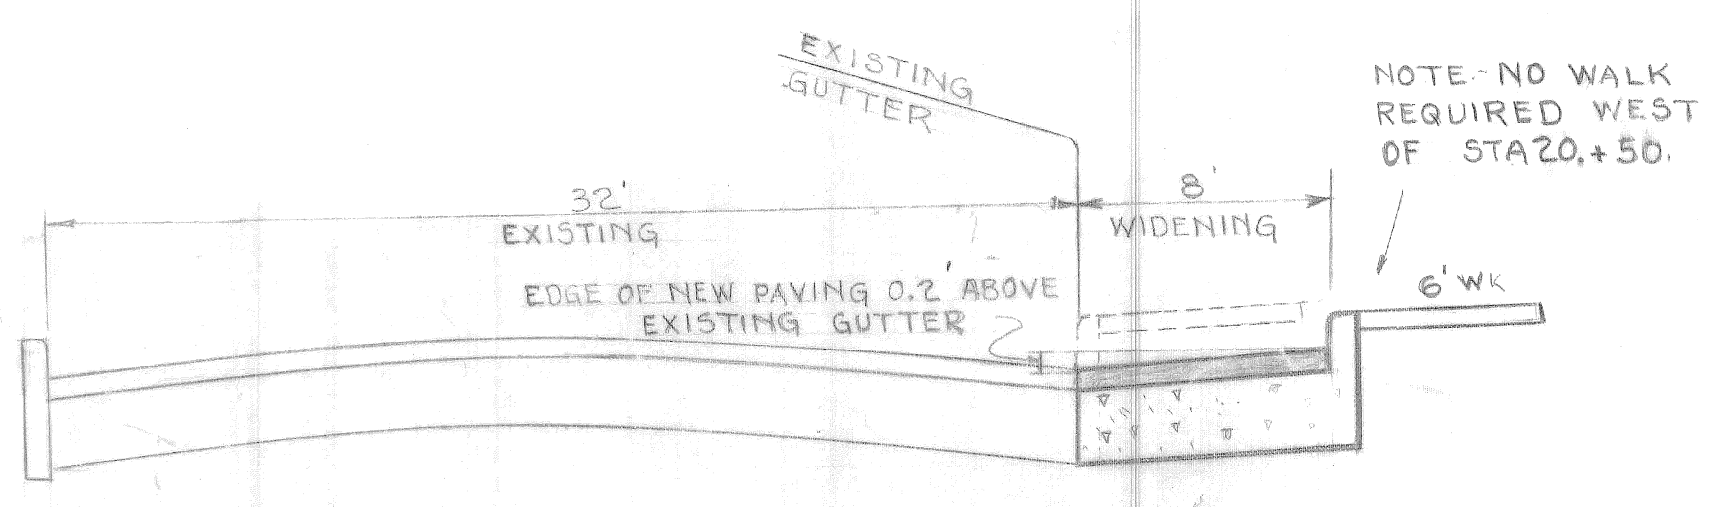 EXISTING
GUTTER
NOTE.- NO WALK
REQUIRED WEST
OF STA 20.+50.
32'
EXISTING
8'
WIDENING
EDGE OF NEW PAVING 0.2' ABOVE
EXISTING GUTTER
6' WK